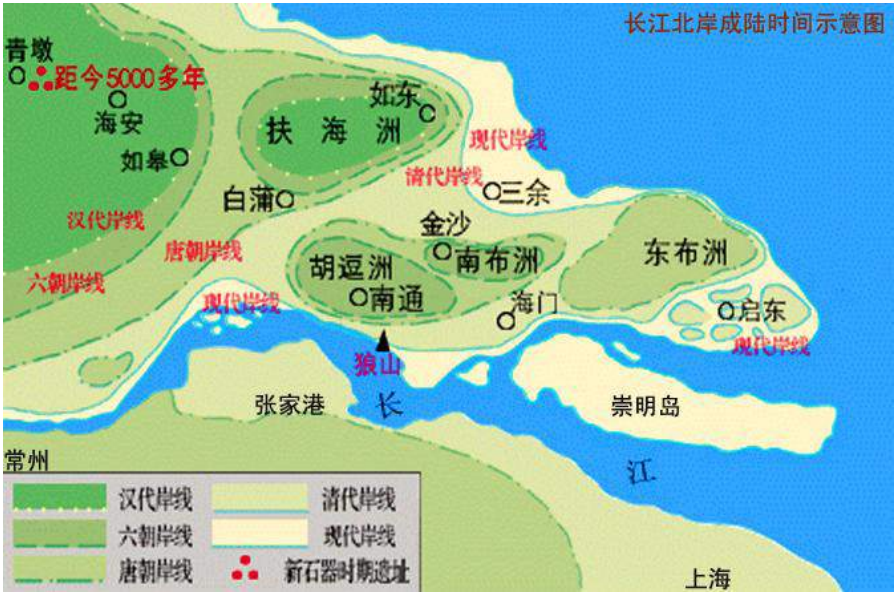 长江北岸成陆时间示意图
青墩
距今5000多年
海安
如皋
如东
扶海洲
现代岸线
清代岸线
三余
白蒲
汉代岸线
唐朝岸线
六朝岸线
金沙
南布洲
胡逗洲
南通
东布洲
现代岸线
海门
启东
现代岸线
狼山
长
江
张家港
崇明岛
常州
上海
汉代岸线
清代岸线
六朝岸线
现代岸线
唐朝岸线
新石器时期遗址